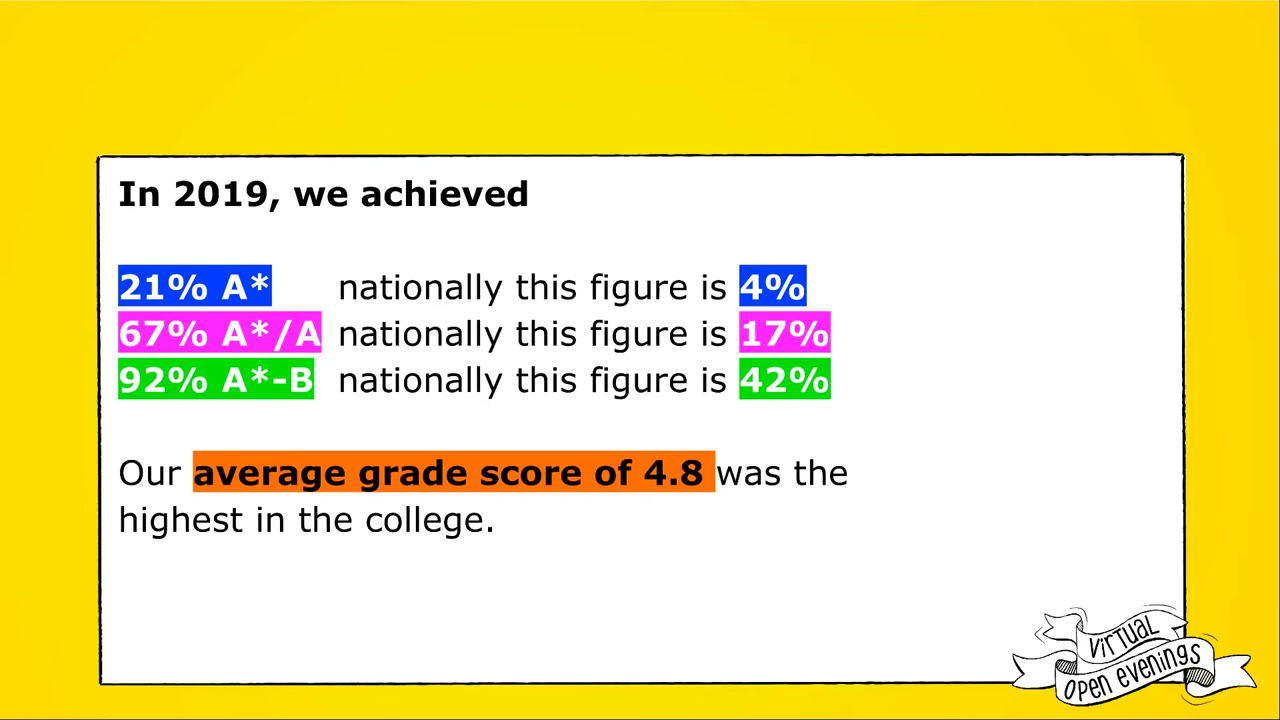 In 2019, we achieved
21% A* nationally this figure is 4%
67% A*/A nationally this figure is 17%
92% A*-B nationally this figure is 42%
Our average grade score of 4.8 was the
highest in the college.
VIRTUAL
OPEN EVENINGS